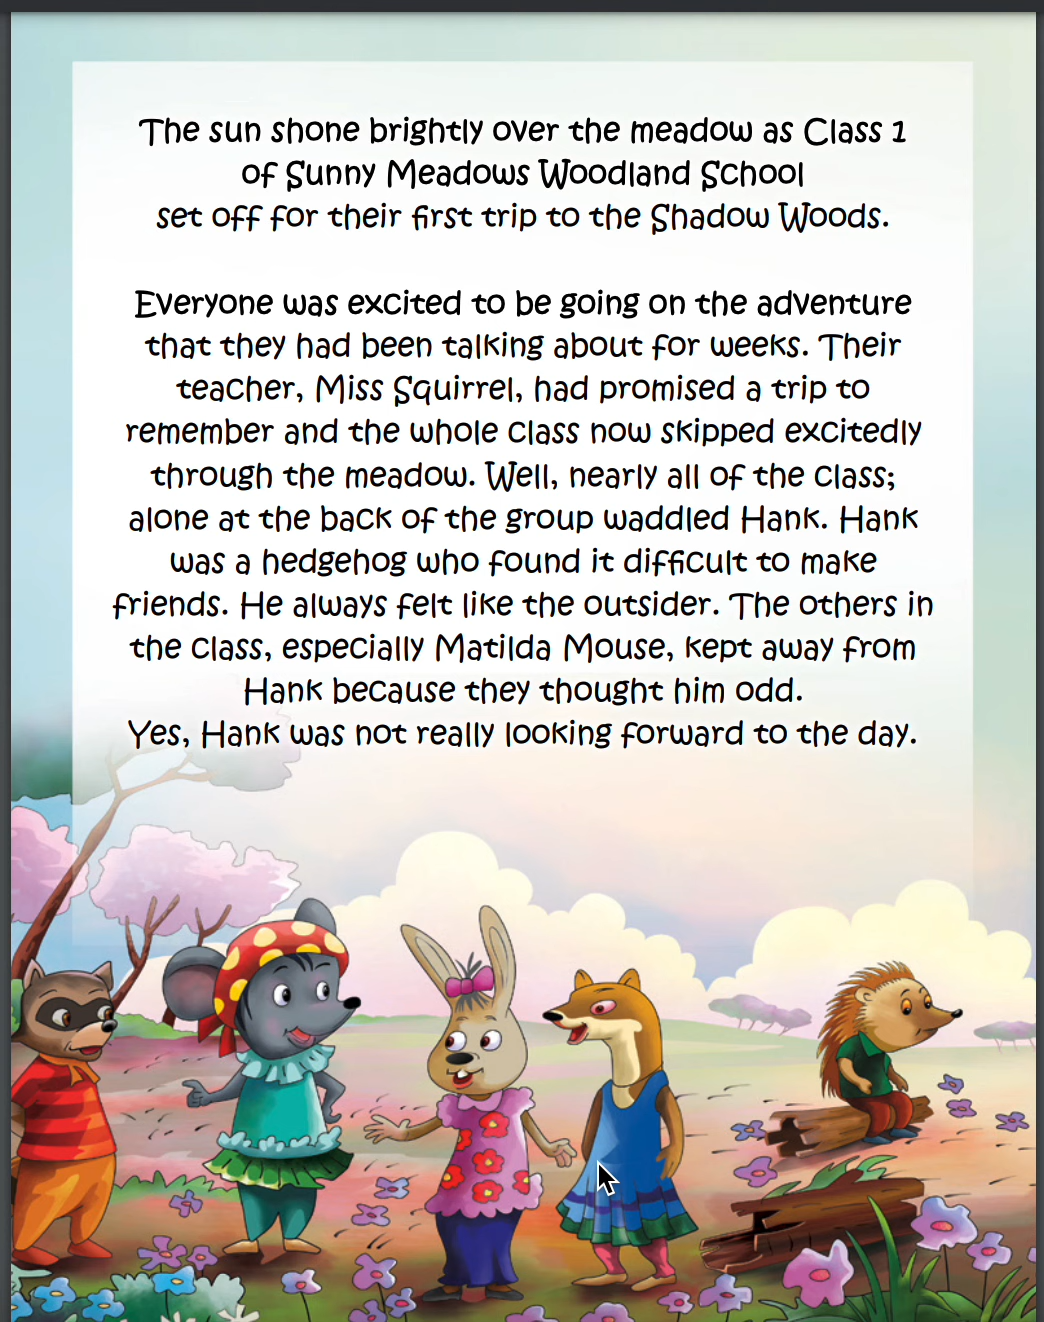 The sun shone brightly over the meadow as Class 1
of Sunny Meadows Woodland School
set off for their first trip to the Shadow Woods.
Everyone was excited to be going on the adventure
that they had been talking about for weeks. Their
teacher, Miss Squirrel, had promised a trip to
remember and the whole class now skipped excitedly
through the meadow. Well, nearly all of the class;
alone at the back of the group waddled Hank. Hank
was a hedgehog who found it difficult to make
friends. He always felt like the outsider. The others in
the class, especially Matilda Mouse, kept away from
Hank because they thought him odd.
Yes, Hank was not really looking forward to the day.